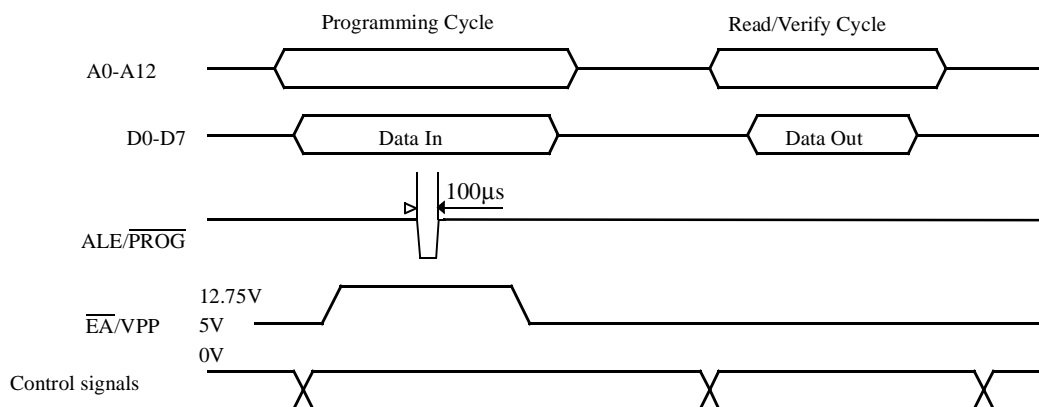 Programming Cycle
Read/Verify Cycle
A0-A12
D0-D7
Data In
Data Out
100μs
ALE/PROG
12.75V
EA/VPP
5V
0V
Control signals